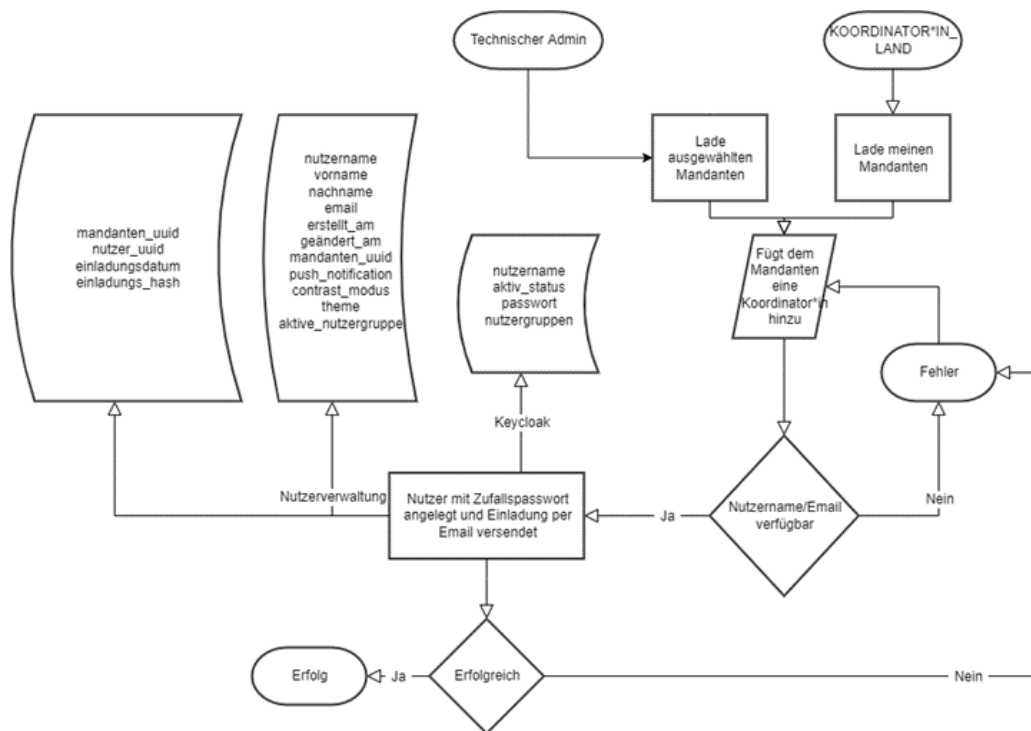 Technischer Admin
KOORDINATOR*IN_
LAND
Lade
ausgewählten
Mandanten
Lade meinen
Mandanten
mandanten_uuid
nutzer_uuid
einladungsdatum
einladungs_hash
nutzername
vorname
nachname
email
erstellt_am
geändert_am
mandanten_uuid
push_notification
contrast_modus
theme
aktive_nutzergruppe
nutzername
aktiv_status
passwort
nutzergruppen
Fügt dem
Mandanten
eine
Koordinator*in
hinzu
Fehler
Keycloak
Nutzerverwaltung
Nutzer mit Zufallspasswort
angelegt und Einladung per
Email versendet
Ja
Nutzername/Email
verfügbar
Nein
Erfolg
Ja
Erfolgreich
Nein